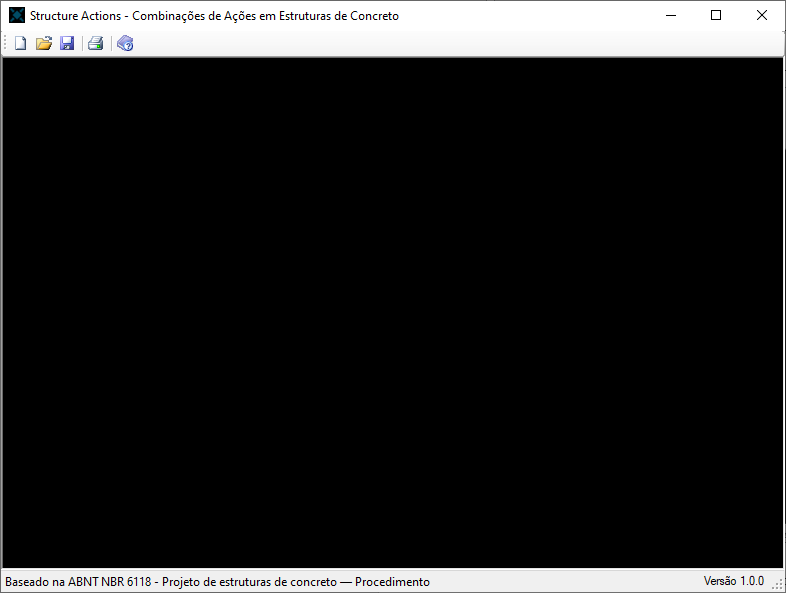 Structure Actions - Combinações de Ações em Estruturas de Concreto
Baseado na ABNT NBR 6118 - Projeto de estruturas de concreto — Procedimento
Versão 1.0.0